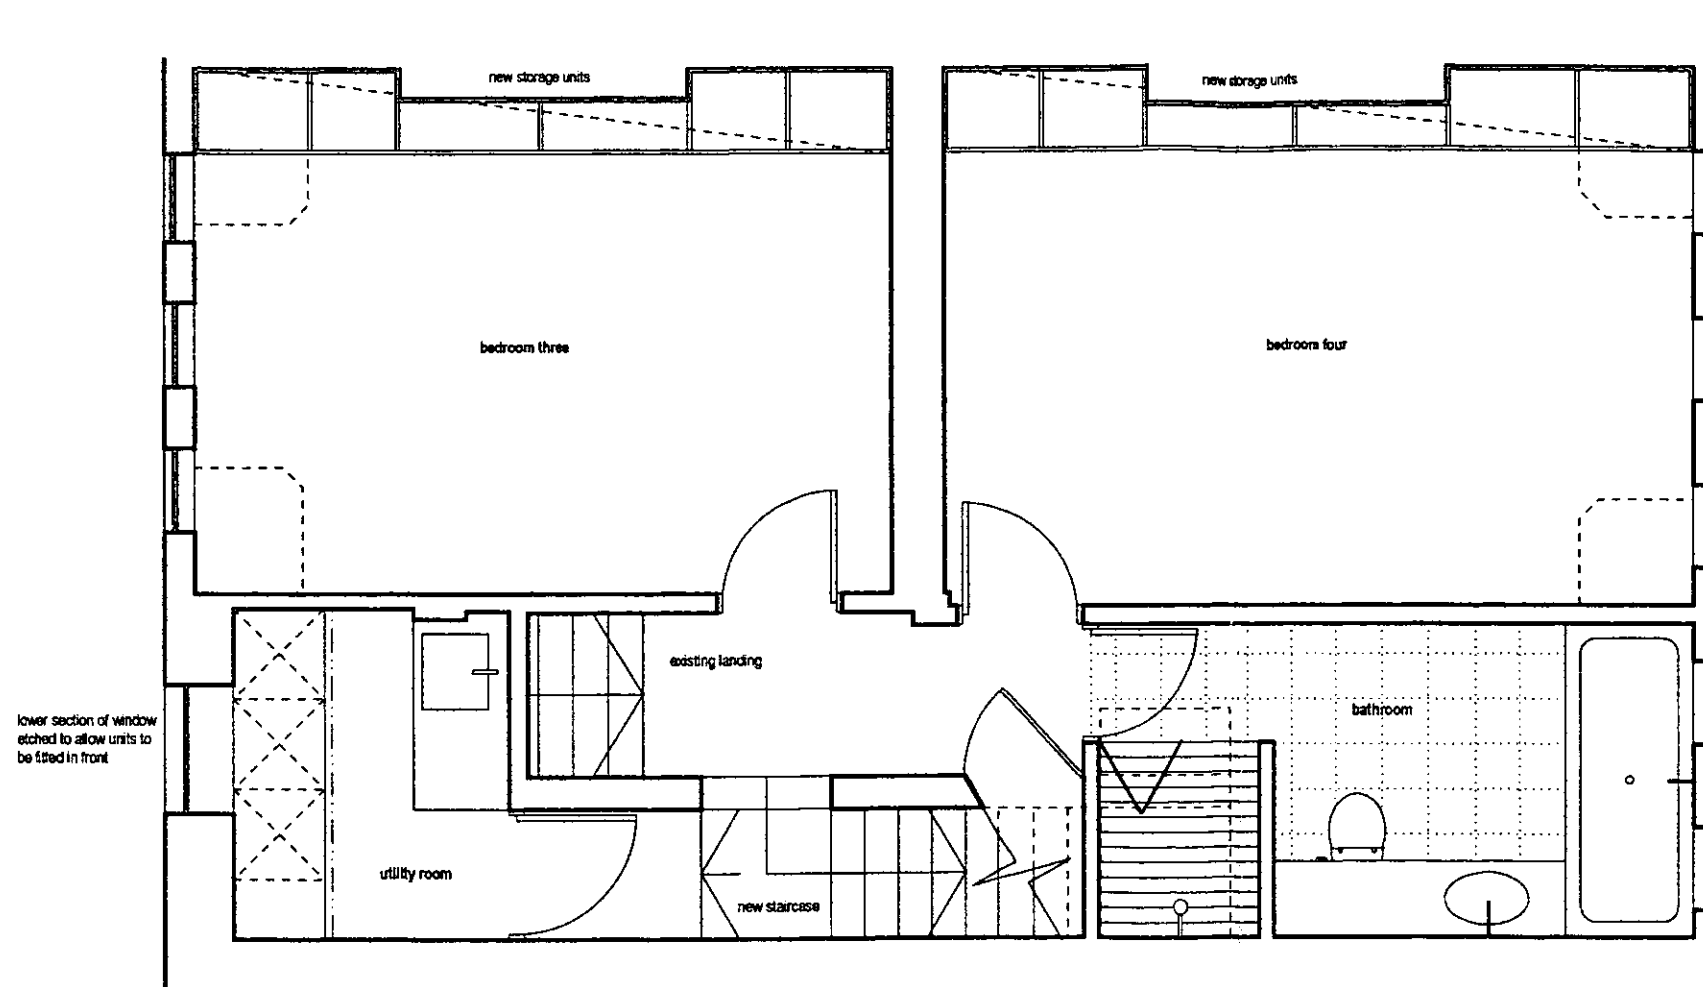 new storage units
new storage units
bedroom three
bedroom four
existing landing
bathroom
lower section of window
etched to allow units to
be fitted in front
utility room
new staircase